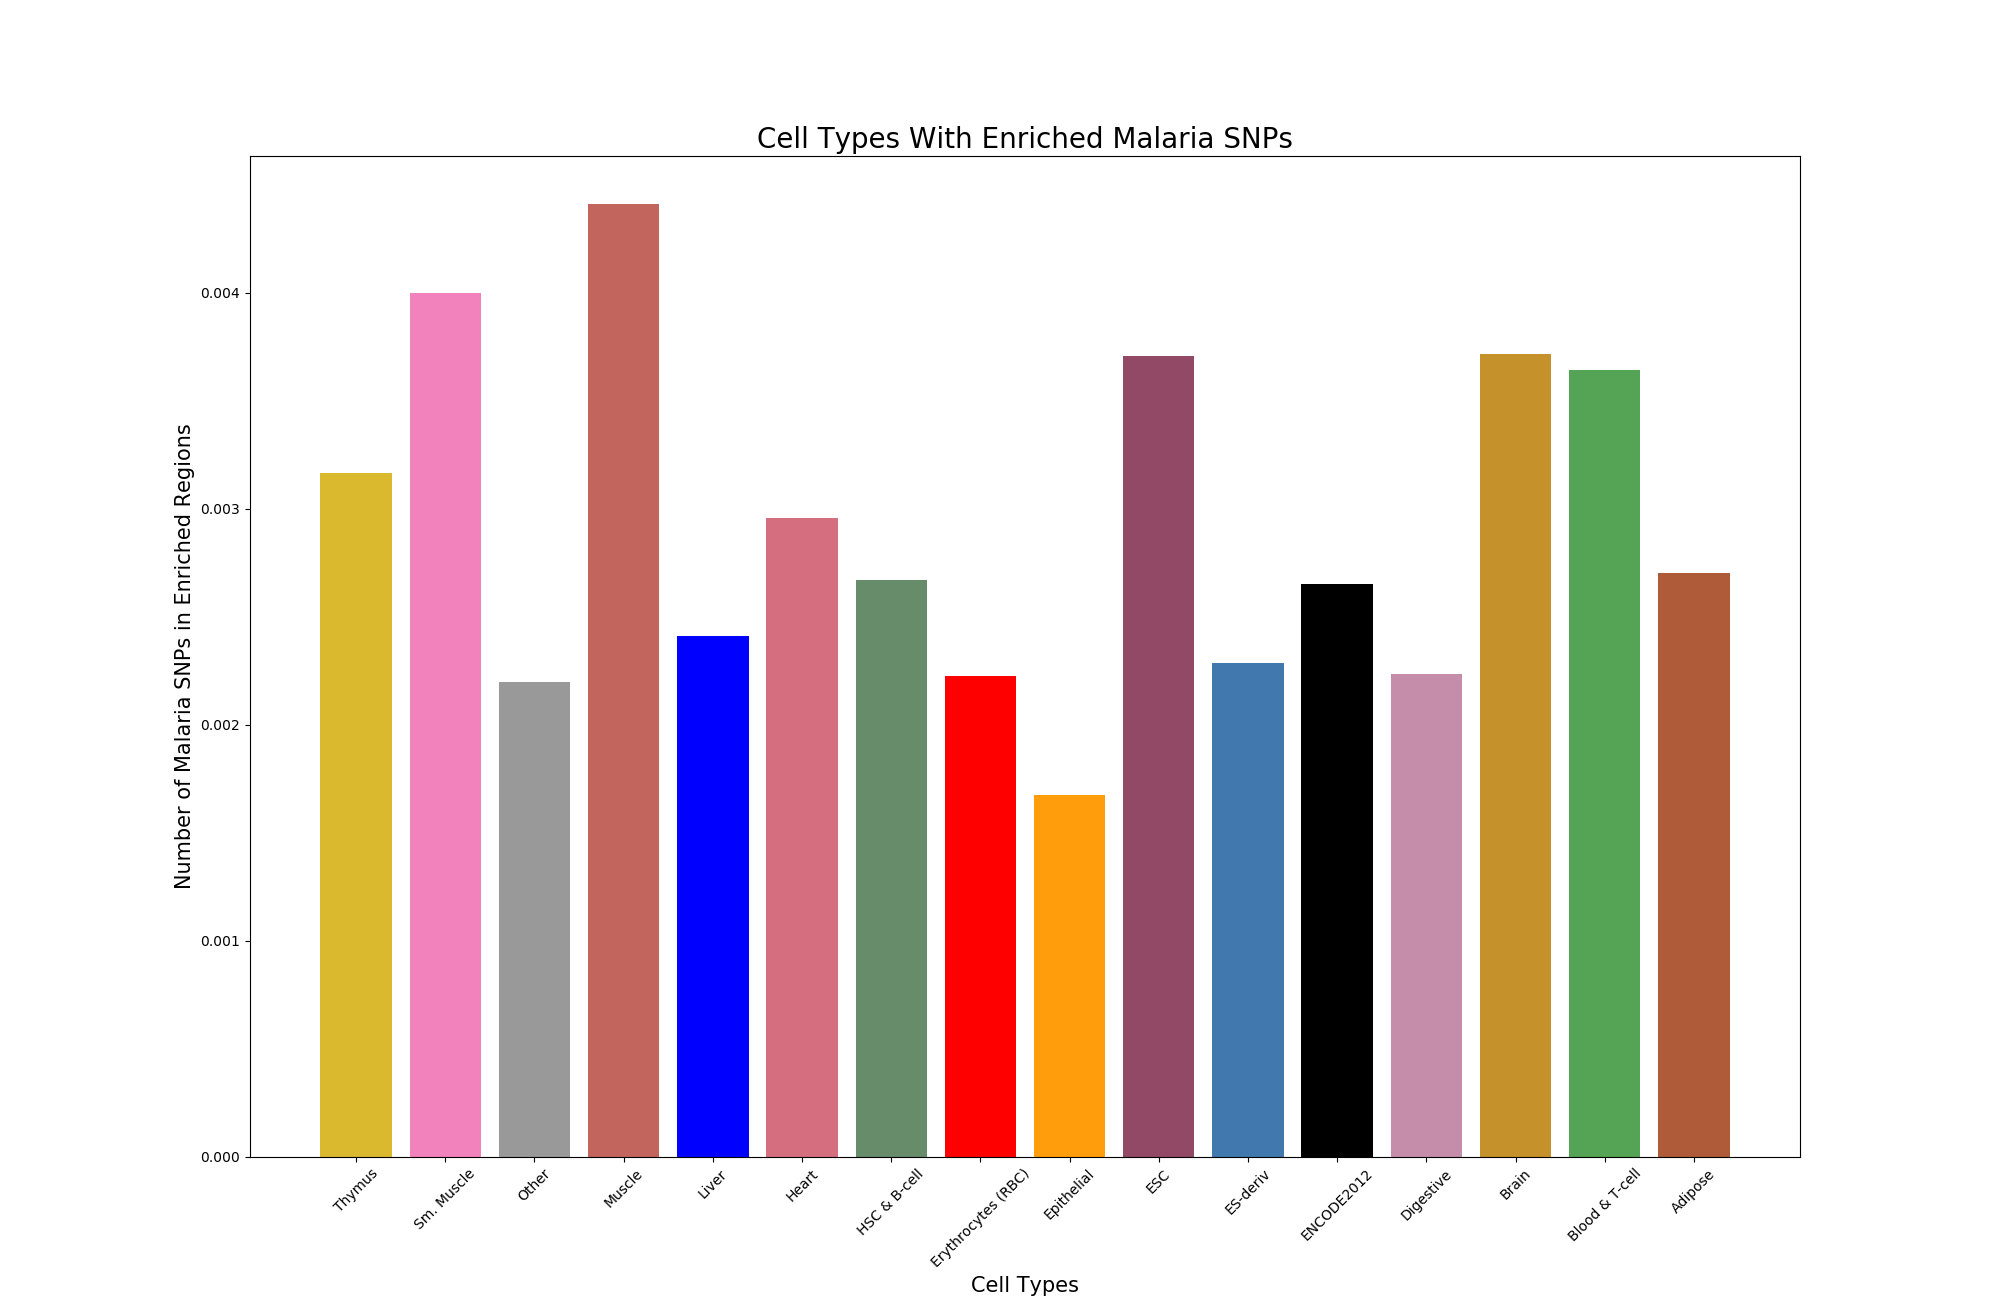 Cell Types With Enriched Malaria SNPs
Number of Malaria SNPs in Enriched Regions
0.004
0.003
0.002
0.001
0.000
Thymus
Sm. Muscle
Other
Muscle
Liver
Heart
HSC & B-cell
Erythrocytes (RBC)
Epithelial
ESC
ES-deriv
ENCODE2012
Digestive
Brain
Blood & T-cell
Adipose
Cell Types